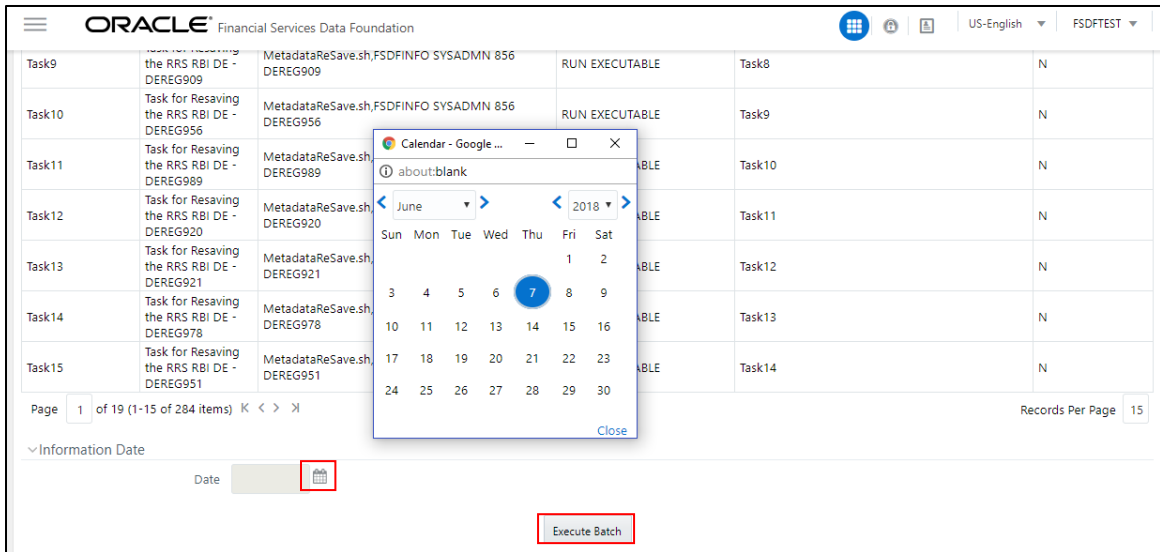 ORACLE® Financial Services Data Foundation
US-English
FSDFTEST
Task9
the RRS RBI DE -
DEREG909
MetadataReSave.sh,FSDFINFO SYSADMN 856
DEREG909
RUN EXECUTABLE
Task8
N
Task10
Task for Resaving
the RRS RBI DE -
DEREG956
MetadataReSave.sh,FSDFINFO SYSADMN 856
DEREG956
RUN EXECUTABLE
Task9
N
Task11
Task for Resaving
the RRS RBI DE -
DEREG989
MetadataReSave.sh,
DEREG989
ABLE
Task10
N
Task12
Task for Resaving
the RRS RBI DE -
DEREG920
MetadataReSave.sh,
DEREG920
ABLE
Task11
N
Task13
Task for Resaving
the RRS RBI DE -
DEREG921
MetadataReSave.sh,
DEREG921
ABLE
Task12
N
Task14
Task for Resaving
the RRS RBI DE -
DEREG978
MetadataReSave.sh,
DEREG978
ABLE
Task13
N
Task15
Task for Resaving
the RRS RBI DE -
DEREG951
MetadataReSave.sh,
DEREG951
ABLE
Task14
N
Calendar - Google ...
about:blank
June
2018
Sun Mon Tue Wed Thu Fri Sat
1 2
3 4 5 6 7 8 9
10 11 12 13 14 15 16
17 18 19 20 21 22 23
24 25 26 27 28 29 30
Close
Page 1 of 19 (1-15 of 284 items)
Records Per Page 15
Information Date
Date
Execute Batch